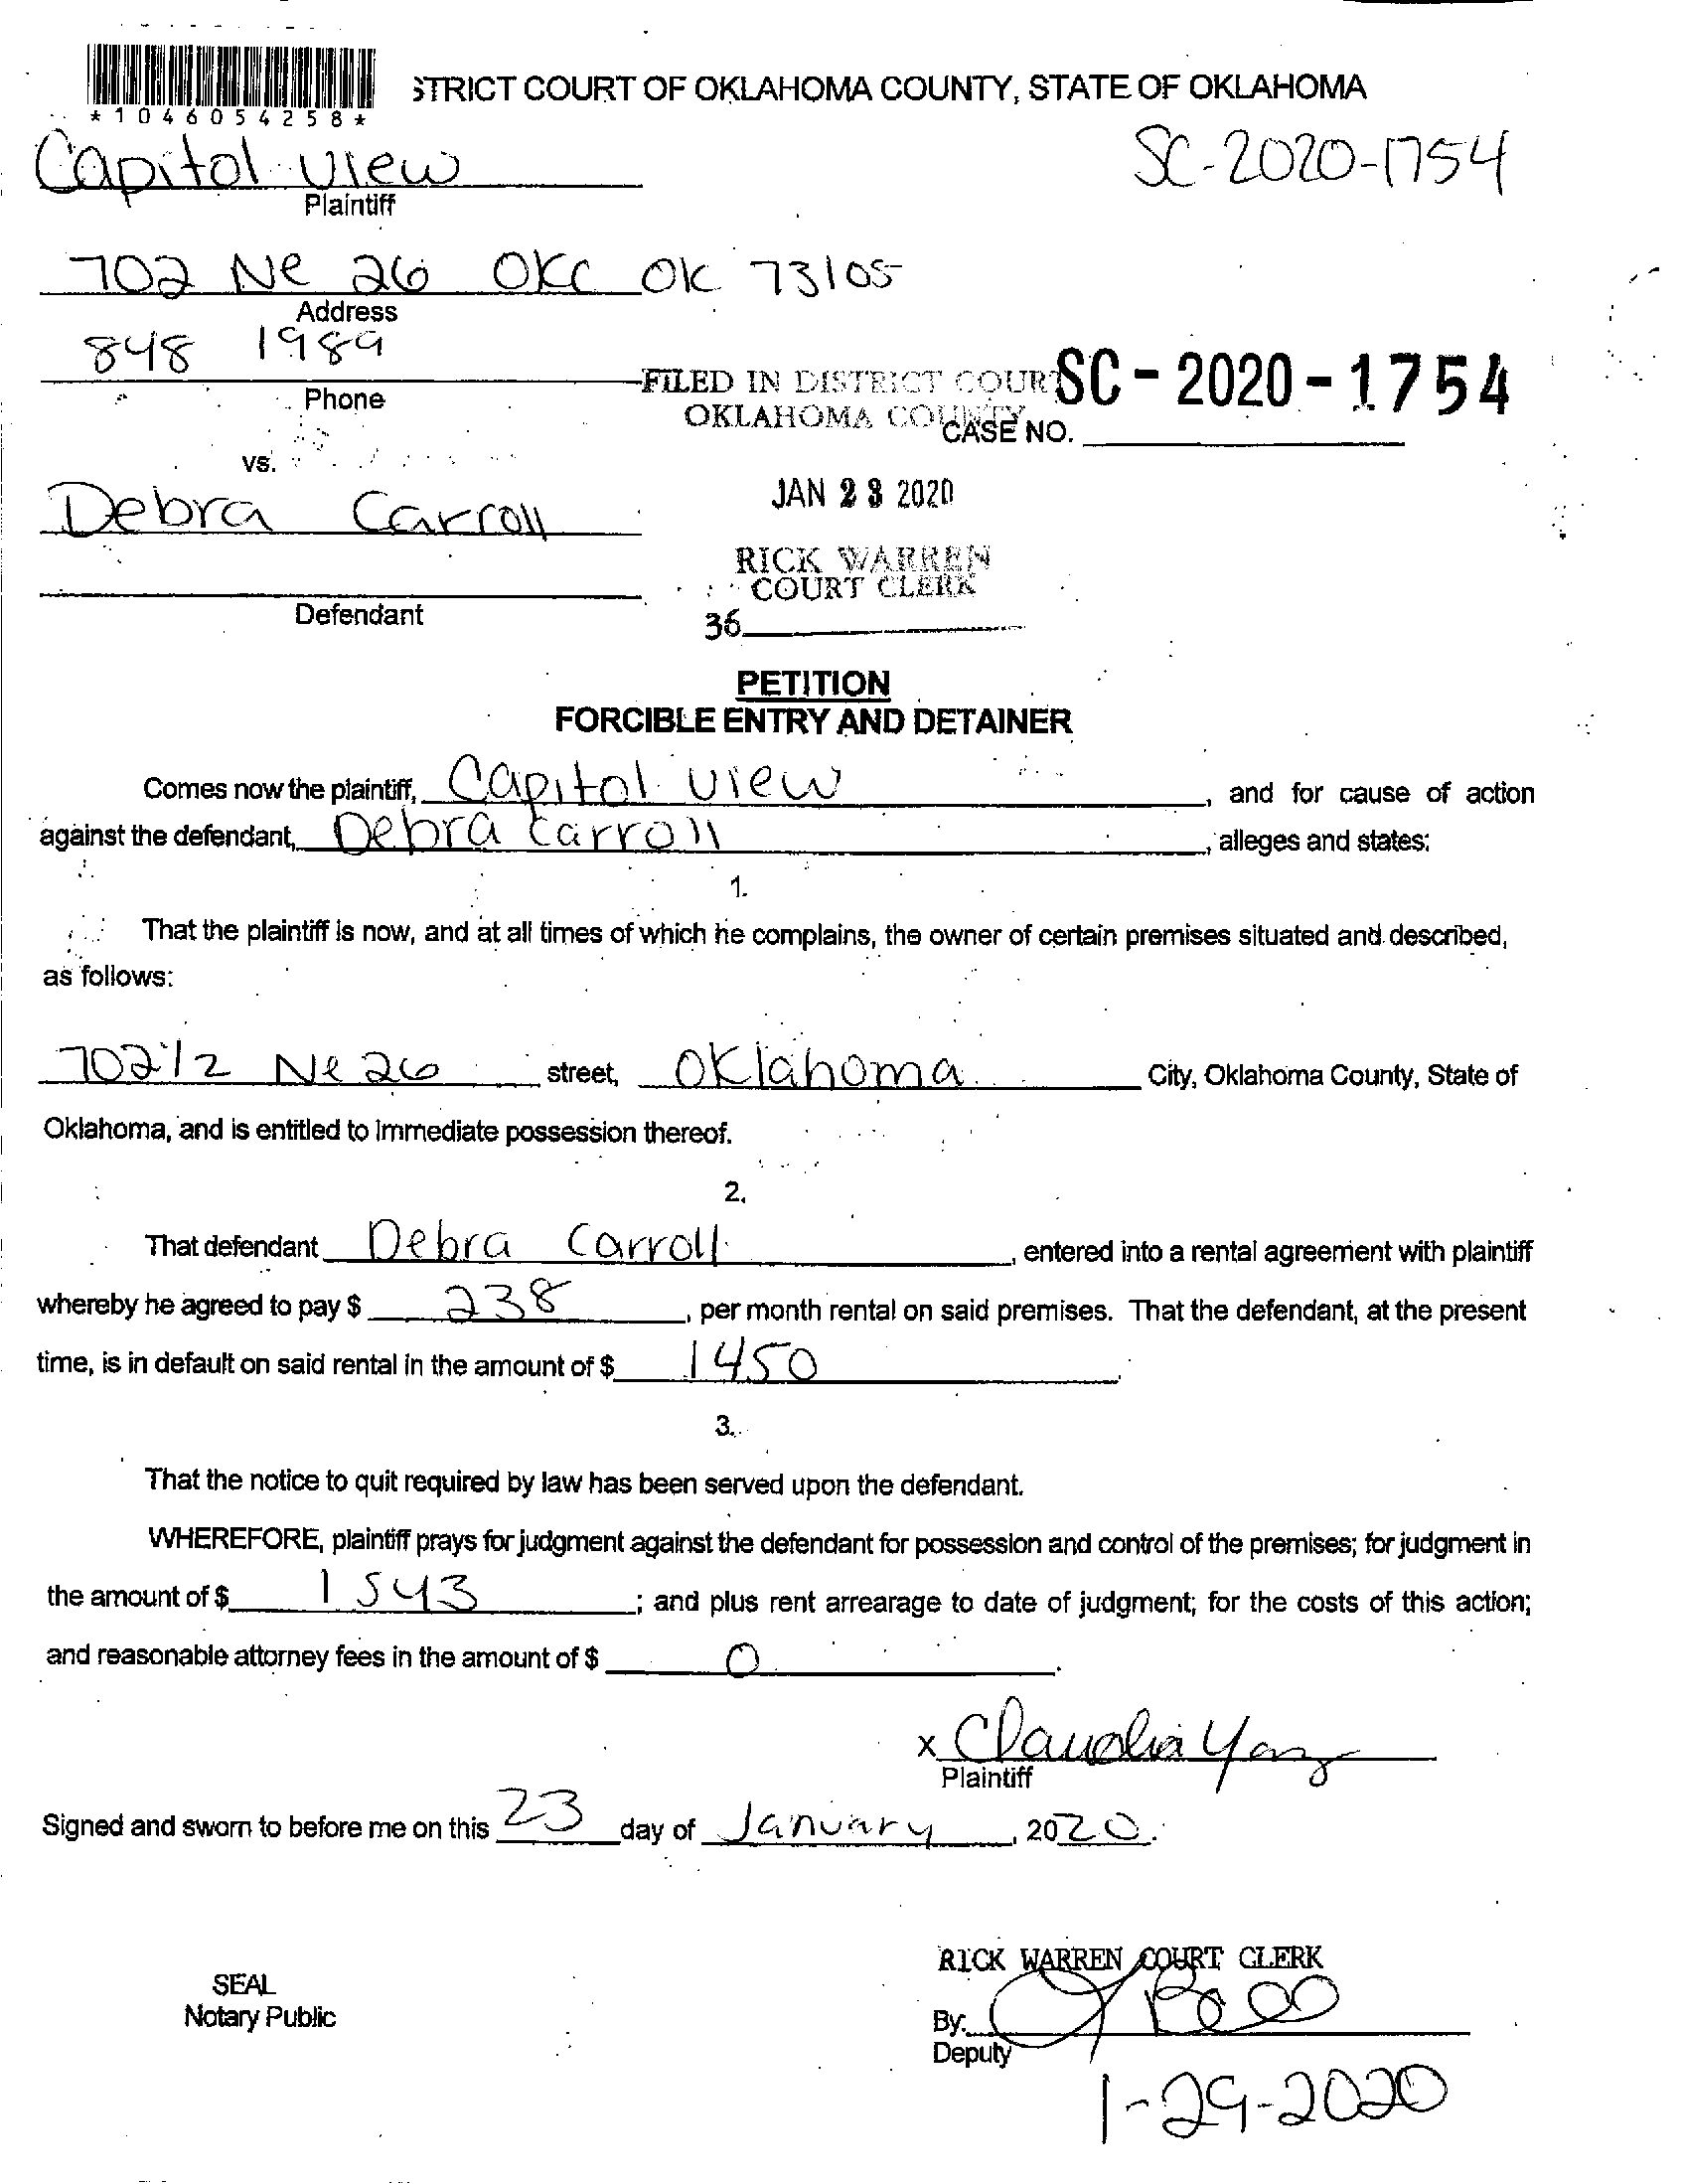 STRICT COURT OF OKLAHOMA COUNTY, STATE OF OKLAHOMA
*1046054258*
Capitol View
SC-2020-1754
Plaintiff
702 Ne 26 OKC OK 73105
Address
848 1989
Phone
FILED IN DISTRICT COURT
OKLAHOMA COUNTY
SC-2020-1754
CASE NO.
vs.
Debra Carroll
JAN 23 2020
RICK WARREN
COURT CLERK
Defendant
36
PETITION
FORCIBLE ENTRY AND DETAINER
Comes now the plaintiff, Capitol View, and for cause of action
against the defendant, Debra Carroll, alleges and states:
1.
That the plaintiff is now, and at all times of which he complains, the owner of certain premises situated and described,
as follows:
702 1/2 Ne 26 street, Oklahoma City, Oklahoma County, State of
Oklahoma, and is entitled to immediate possession thereof.
2.
That defendant Debra Carroll, entered into a rental agreement with plaintiff
whereby he agreed to pay $ 238, per month rental on said premises. That the defendant, at the present
time, is in default on said rental in the amount of $ 1450.
3.
That the notice to quit required by law has been served upon the defendant.
WHEREFORE, plaintiff prays for judgment against the defendant for possession and control of the premises; for judgment in
the amount of $ 1543; and plus rent arrearage to date of judgment; for the costs of this action;
and reasonable attorney fees in the amount of $ 0.
x Claudia
Plaintiff
Signed and sworn to before me on this 23 day of January, 2020.
RICK WARREN COURT CLERK
SEAL
Notary Public
By:
Deputy
1-29-2020